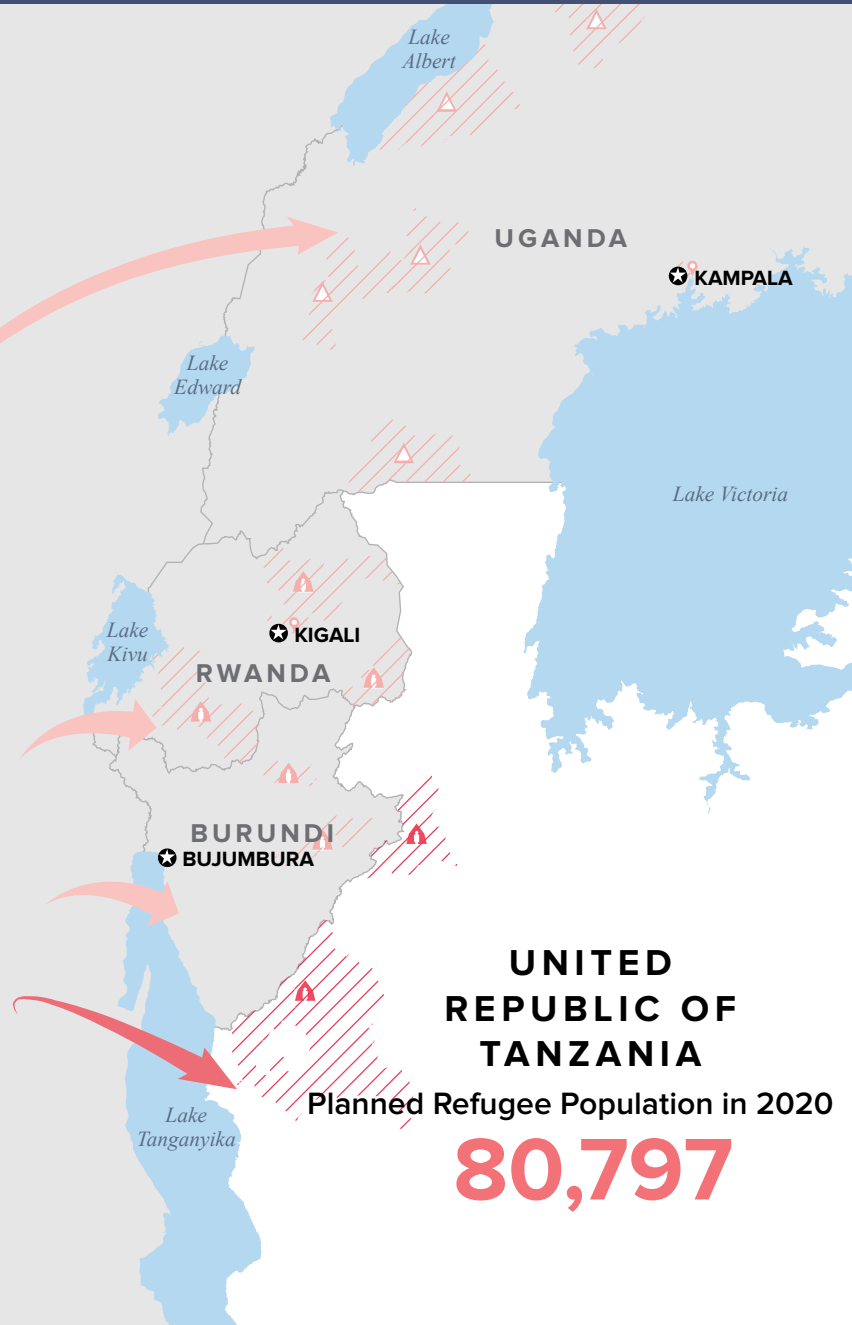 Lake
Albert
UGANDA
KAMPALA
Lake
Edward
Lake Victoria
Lake
Kivu
KIGALI
RWANDA
BURUNDI
BUJUMBURA
UNITED
REPUBLIC OF
TANZANIA
Planned Refugee Population in 2020
80,797
Lake
Tanganyika